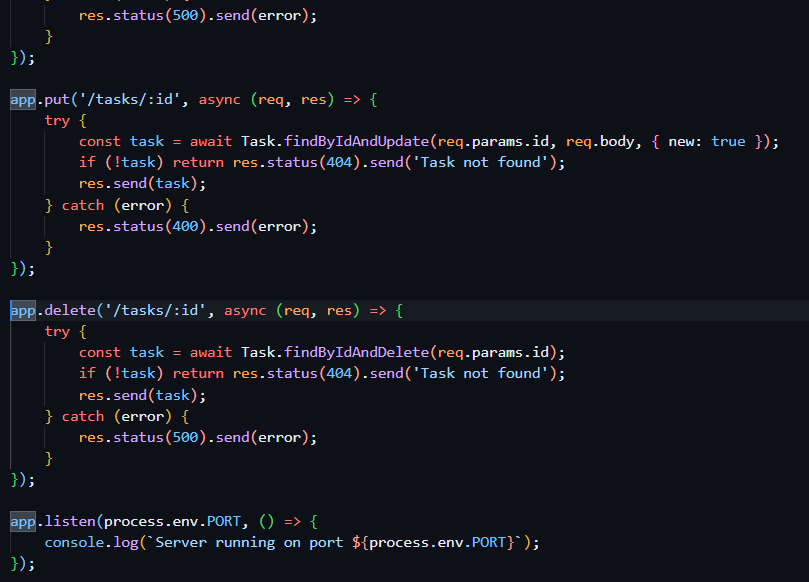 res.status(500).send(error);
}
});
app.put('/tasks/:id', async (req, res) => {
try {
const task = await Task.findByIdAndUpdate(req.params.id, req.body, { new: true });
if (!task) return res.status(404).send('Task not found');
res.send(task);
} catch (error) {
res.status(400).send(error);
}
});
app.delete('/tasks/:id', async (req, res) => {
try {
const task = await Task.findByIdAndDelete(req.params.id);
if (!task) return res.status(404).send('Task not found');
res.send(task);
} catch (error) {
res.status(500).send(error);
}
});
app.listen(process.env.PORT, () => {
console.log(`Server running on port ${process.env.PORT}`);
});